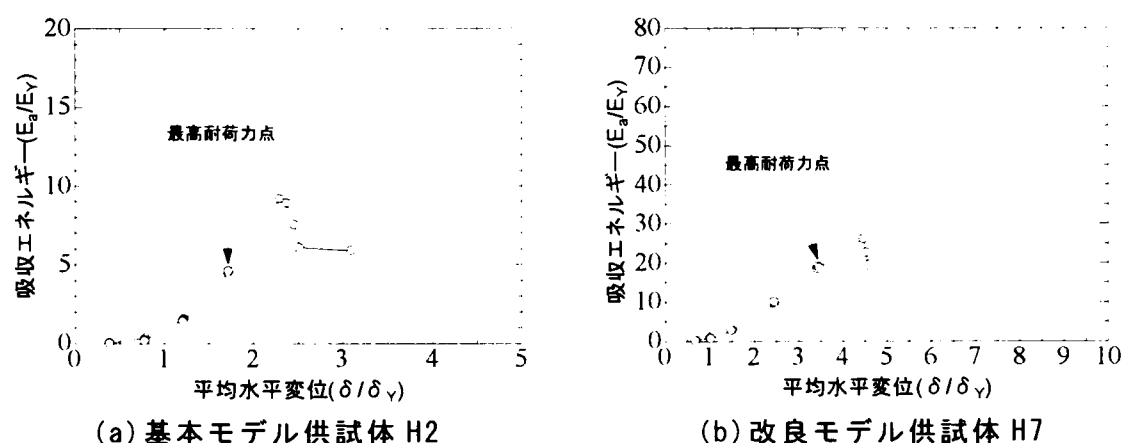 20
15
10
5
0
吸収エネルギー(Ea/EY)
最高耐荷力点
0 1 2 3 4 5
平均水平変位(δ/δY)
(a)基本モデル供試体 H2
80
70
60
50
40
30
20
10
0
吸収エネルギー(Ea/EY)
最高耐荷力点
0 1 2 3 4 5 6 7 8 9 10
平均水平変位(δ/δY)
(b)改良モデル供試体 H7